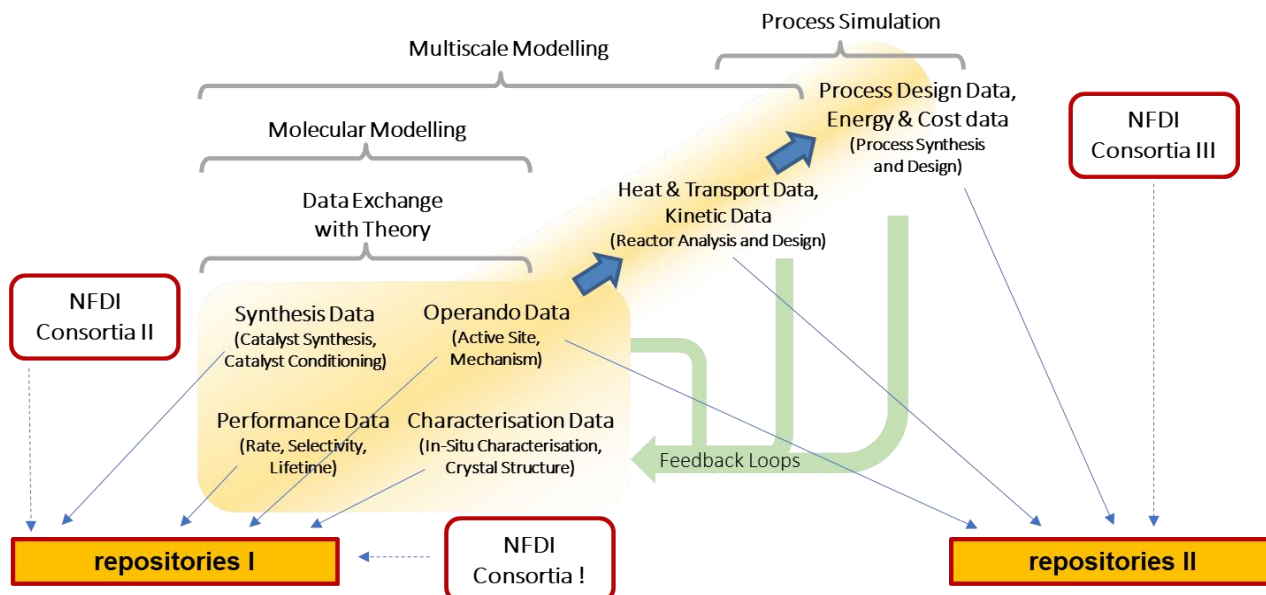 Process Simulation
Multiscale Modelling
Process Design Data,
Energy & Cost data
(Process Synthesis
and Design)
NFDI
Consortia III
Molecular Modelling
Heat & Transport Data,
Kinetic Data
(Reactor Analysis and Design)
Data Exchange
with Theory
NFDI
Consortia II
Synthesis Data
(Catalyst Synthesis,
Catalyst Conditioning)
Operando Data
(Active Site,
Mechanism)
Performance Data
(Rate, Selectivity,
Lifetime)
Characterisation Data
(In-Situ Characterisation,
Crystal Structure)
Feedback Loops
repositories I
NFDI
Consortia !
repositories II